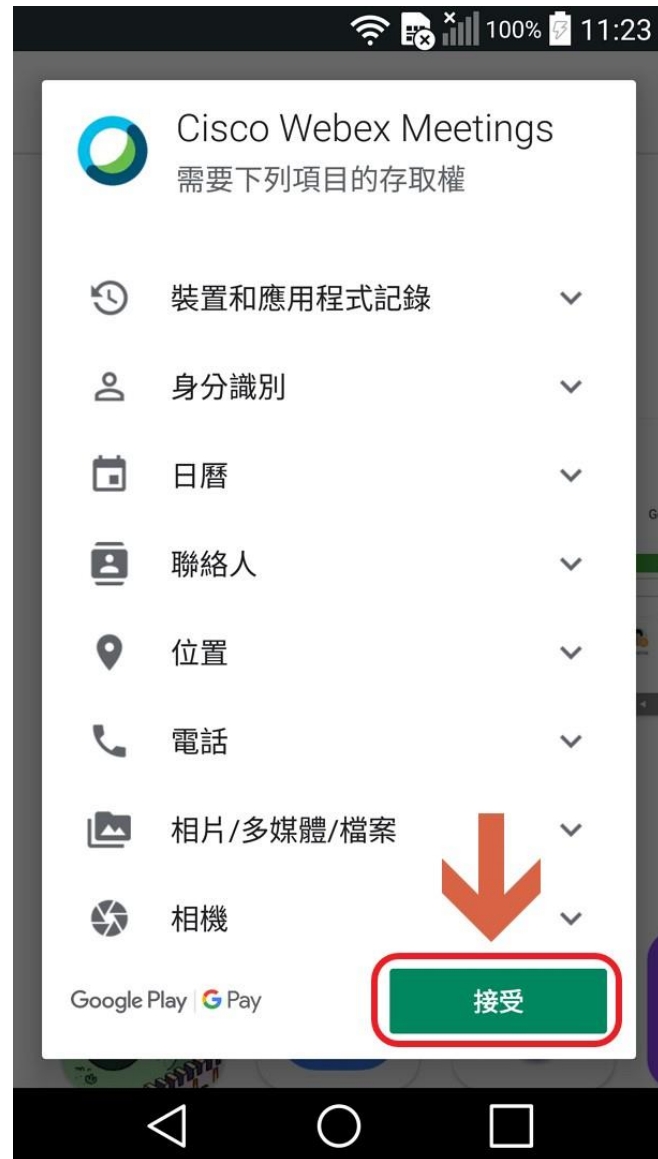 100% 11:23
Cisco Webex Meetings
需要下列項目的存取權
裝置和應用程式記錄
身分識別
日曆
聯絡人
G
位置
電話
相片/多媒體/檔案
相機
Google Play G Pay
接受